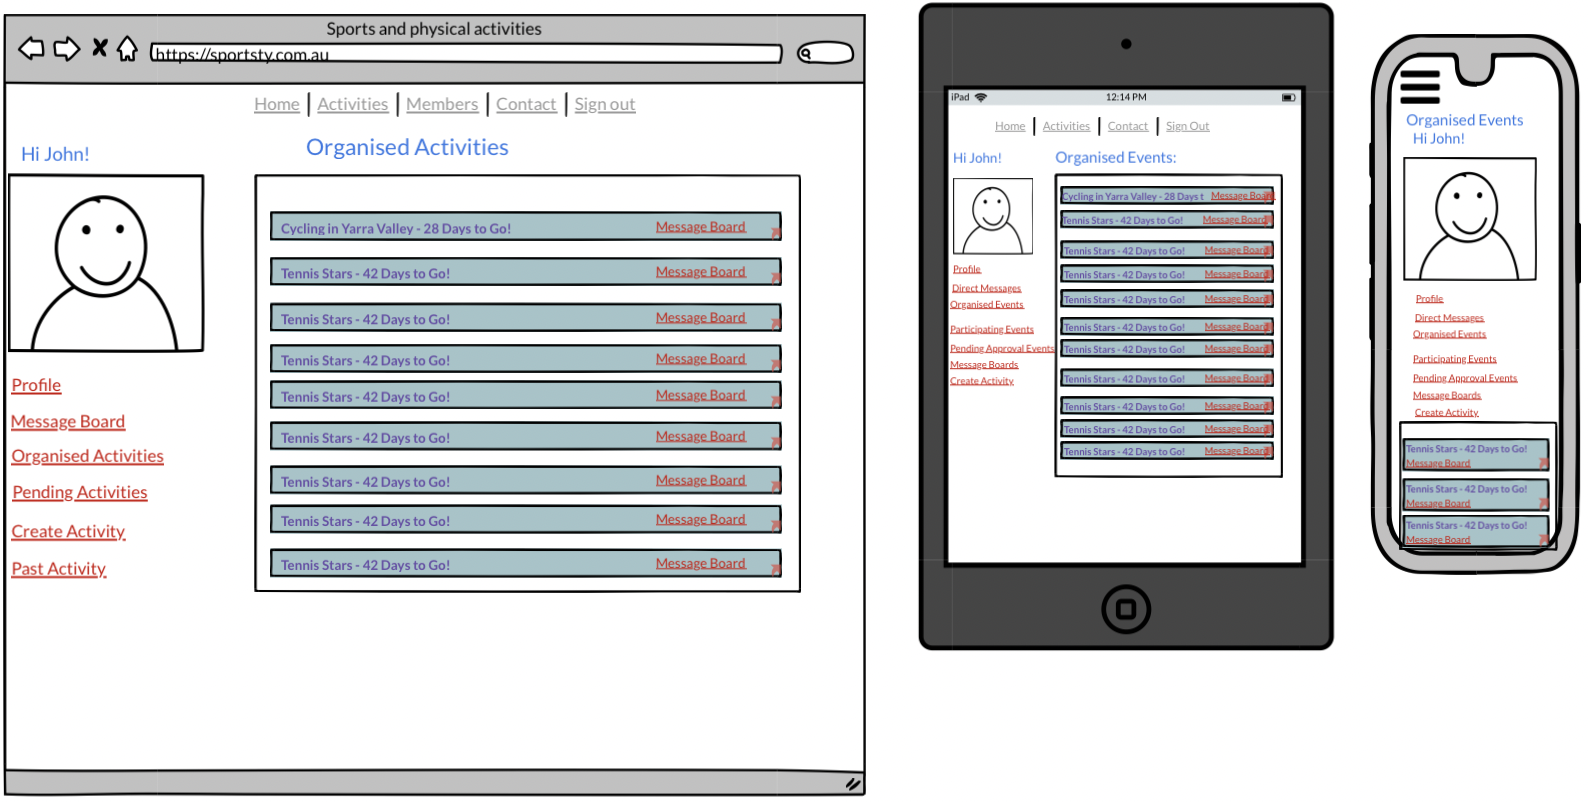 Sports and physical activities
https://sportsty.com.au
Home | Activities | Members | Contact | Sign out
Hi John!
Organised Activities
Cycling in Yarra Valley - 28 Days to Go! Message Board
Tennis Stars - 42 Days to Go! Message Board
Tennis Stars - 42 Days to Go! Message Board
Tennis Stars - 42 Days to Go! Message Board
Tennis Stars - 42 Days to Go! Message Board
Tennis Stars - 42 Days to Go! Message Board
Tennis Stars - 42 Days to Go! Message Board
Tennis Stars - 42 Days to Go! Message Board
Tennis Stars - 42 Days to Go! Message Board
Profile
Message Board
Organised Activities
Pending Activities
Create Activity
Past Activity
iPad 12:14 PM
Home | Activities | Contact | Sign Out
Hi John!
Organised Events:
Cycling in Yarra Valley - 28 Days t Message Board
Tennis Stars - 42 Days to Go! Message Board
Tennis Stars - 42 Days to Go! Message Board
Tennis Stars - 42 Days to Go! Message Board
Tennis Stars - 42 Days to Go! Message Board
Tennis Stars - 42 Days to Go! Message Board
Tennis Stars - 42 Days to Go! Message Board
Tennis Stars - 42 Days to Go! Message Board
Tennis Stars - 42 Days to Go! Message Board
Tennis Stars - 42 Days to Go! Message Board
Tennis Stars - 42 Days to Go! Message Board
Profile
Direct Messages
Organised Events
Participating Events
Pending Approval Events
Message Boards
Create Activity
Organised Events
Hi John!
Profile
Direct Messages
Organised Events
Participating Events
Pending Approval Events
Message Boards
Create Activity
Tennis Stars - 42 Days to Go!
Message Board
Tennis Stars - 42 Days to Go!
Message Board
Tennis Stars - 42 Days to Go!
Message Board